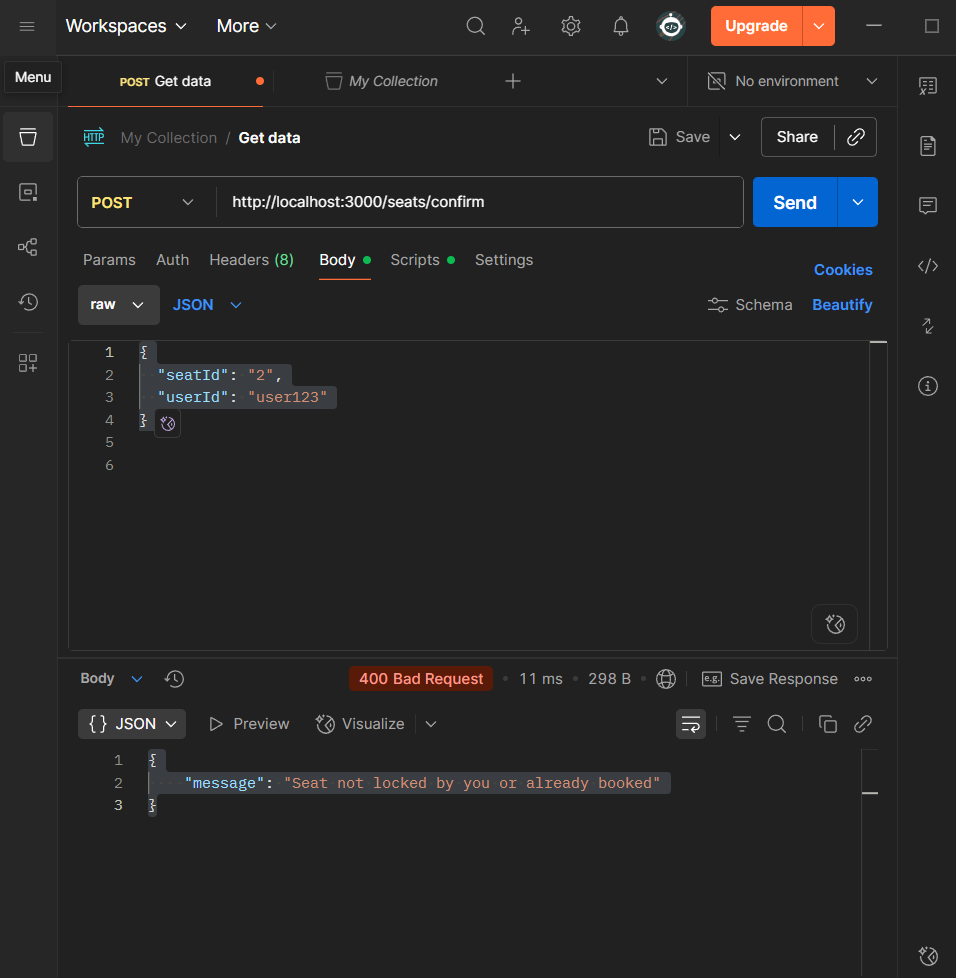 Workspaces More Upgrade
Menu
POST Get data My Collection No environment
HTTP My Collection / Get data Save Share
POST http://localhost:3000/seats/confirm Send
Params Auth Headers (8) Body Scripts Settings Cookies
raw JSON Schema Beautify
1 {
2 "seatId": "2",
3 "userId": "user123"
4 }
5
6
Body 400 Bad Request 11 ms 298 B e.g. Save Response
{} JSON Preview Visualize
1 {
2 "message": "Seat not locked by you or already booked"
3 }